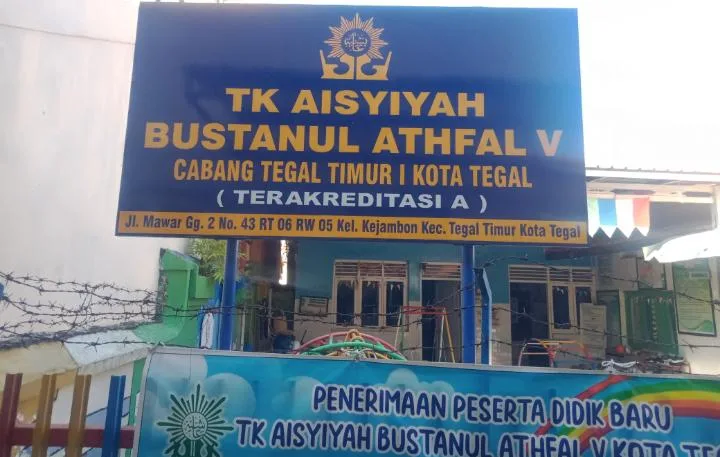 TK AISYIYAH
BUSTANUL ATHFAL V
CABANG TEGAL TIMUR I KOTA TEGAL
( TERAKREDITASI A )
Jl. Mawar Gg. 2 No. 43 RT 06 RW 05 Kel. Kejambon Kec. Tegal Timur Kota Tegal
PENERIMAAN PESERTA DIDIK BARU
TK AISYIYAH BUSTANUL ATHFAL V KOTA TEG